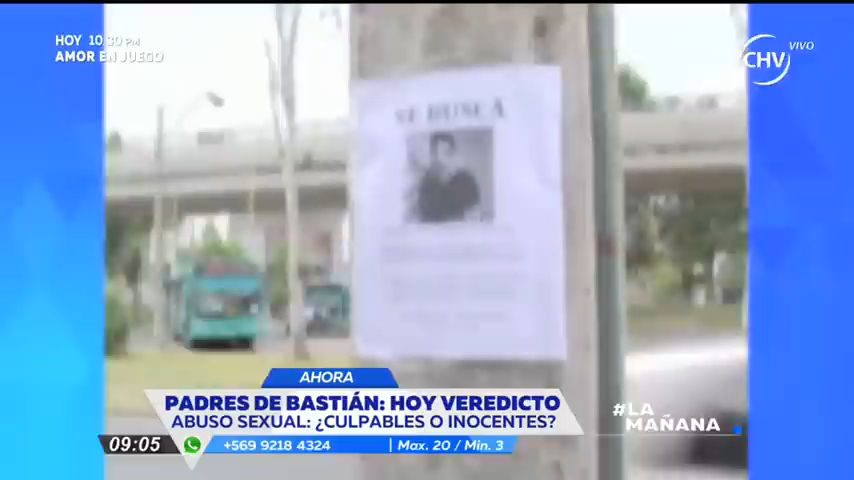 HOY 10:30 PM
AMOR EN JUEGO
CHV VIVO
SE BUSCA
AHORA
PADRES DE BASTIÁN: HOY VEREDICTO
ABUSO SEXUAL: ¿CULPABLES O INOCENTES?
#LA
MAÑANA
09:05
+569 9218 4324
Max. 20 / Min. 3